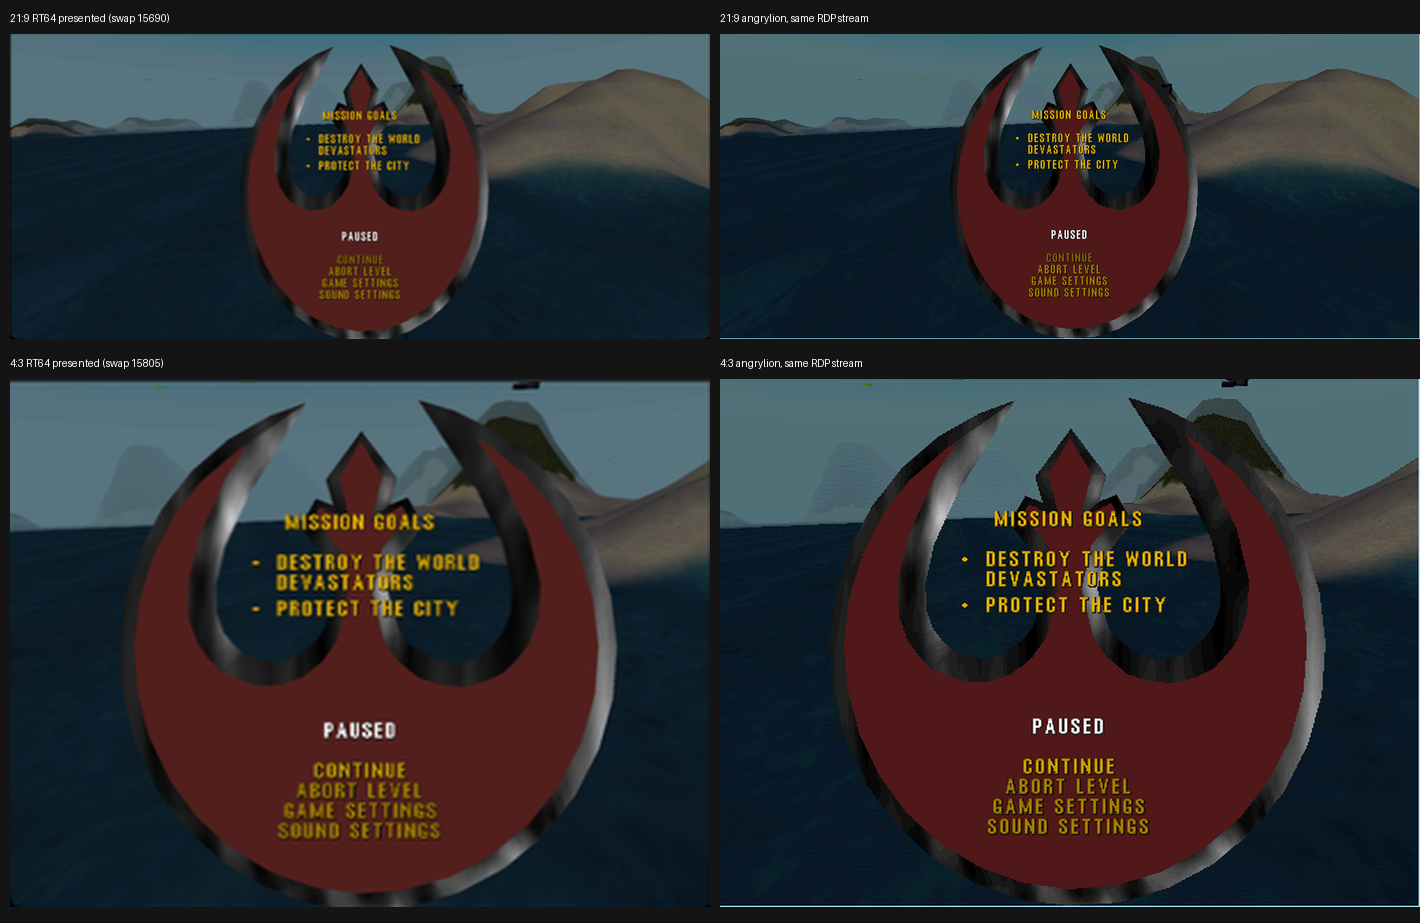 21:9 RT64 presented (swap 15690)
MISSION GOALS
- DESTROY THE WORLD
DEVASTATORS
- PROTECT THE CITY
PAUSED
CONTINUE
ABORT LEVEL
GAME SETTINGS
SOUND SETTINGS
21:9 angrylion, same RDP stream
MISSION GOALS
• DESTROY THE WORLD
DEVASTATORS
• PROTECT THE CITY
PAUSED
CONTINUE
ABORT LEVEL
GAME SETTINGS
SOUND SETTINGS
4:3 RT64 presented (swap 15805)
MISSION GOALS
- DESTROY THE WORLD
DEVASTATORS
- PROTECT THE CITY
PAUSED
CONTINUE
ABORT LEVEL
GAME SETTINGS
SOUND SETTINGS
4:3 angrylion, same RDP stream
MISSION GOALS
• DESTROY THE WORLD
DEVASTATORS
• PROTECT THE CITY
PAUSED
CONTINUE
ABORT LEVEL
GAME SETTINGS
SOUND SETTINGS